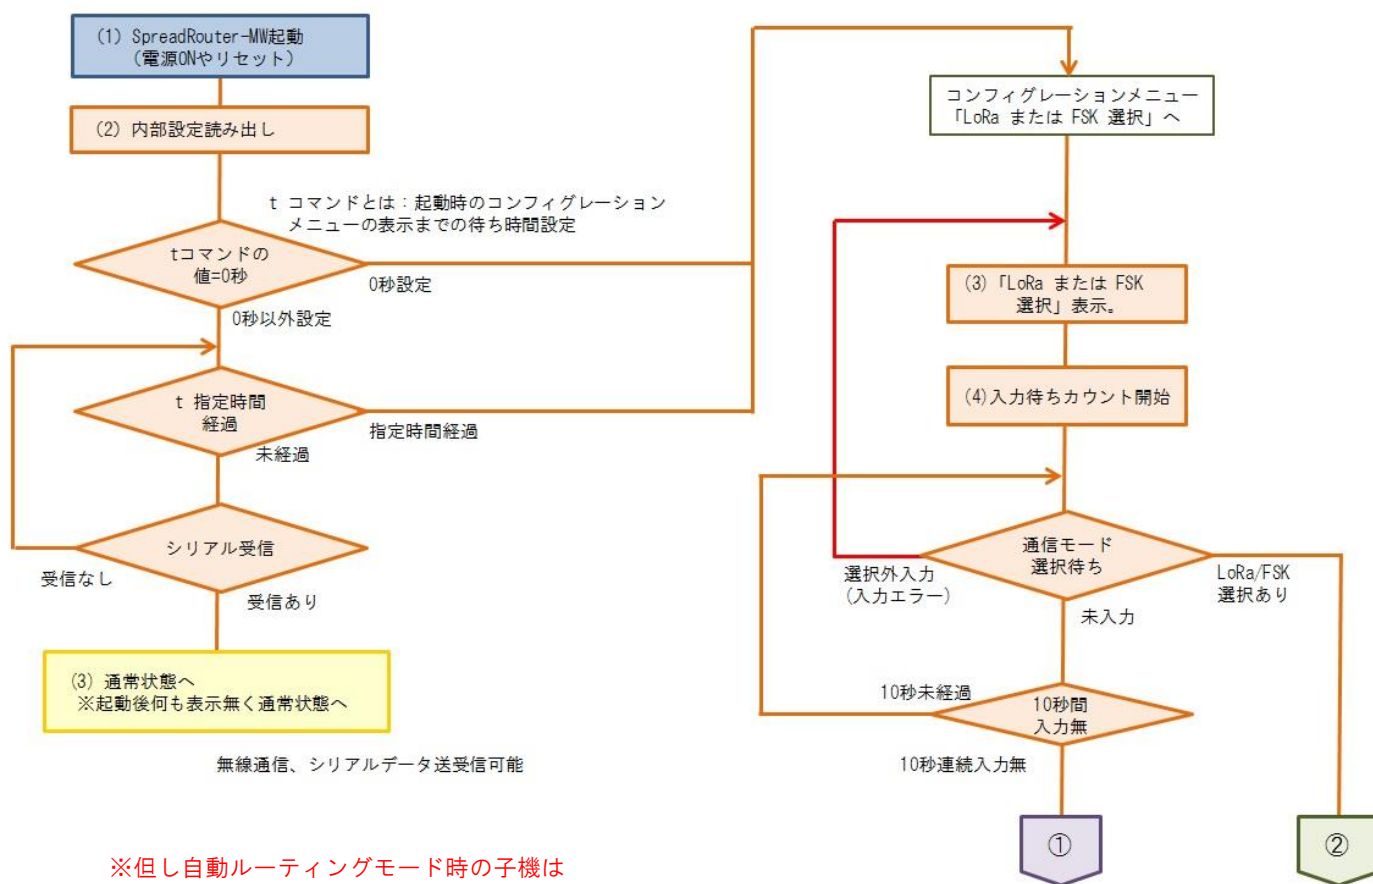 (1) SpreadRouter-MW起動
(電源ONやリセット)
(2) 内部設定読み出し
t コマンドとは:起動時のコンフィグレーション
メニューの表示までの待ち時間設定
tコマンドの
値=0秒
0秒設定
0秒以外設定
t 指定時間
経過
指定時間経過
未経過
シリアル受信
受信なし
受信あり
(3) 通常状態へ
※起動後何も表示無く通常状態へ
無線通信、シリアルデータ送受信可能
※但し自動ルーティングモード時の子機は
コンフィグレーションメニュー
「LoRa または FSK 選択」へ
(3)「LoRa または FSK
選択」表示。
(4)入力待ちカウント開始
通信モード
選択待ち
選択外入力
(入力エラー)
LoRa/FSK
選択あり
未入力
10秒未経過
10秒間
入力無
10秒連続入力無
①
②